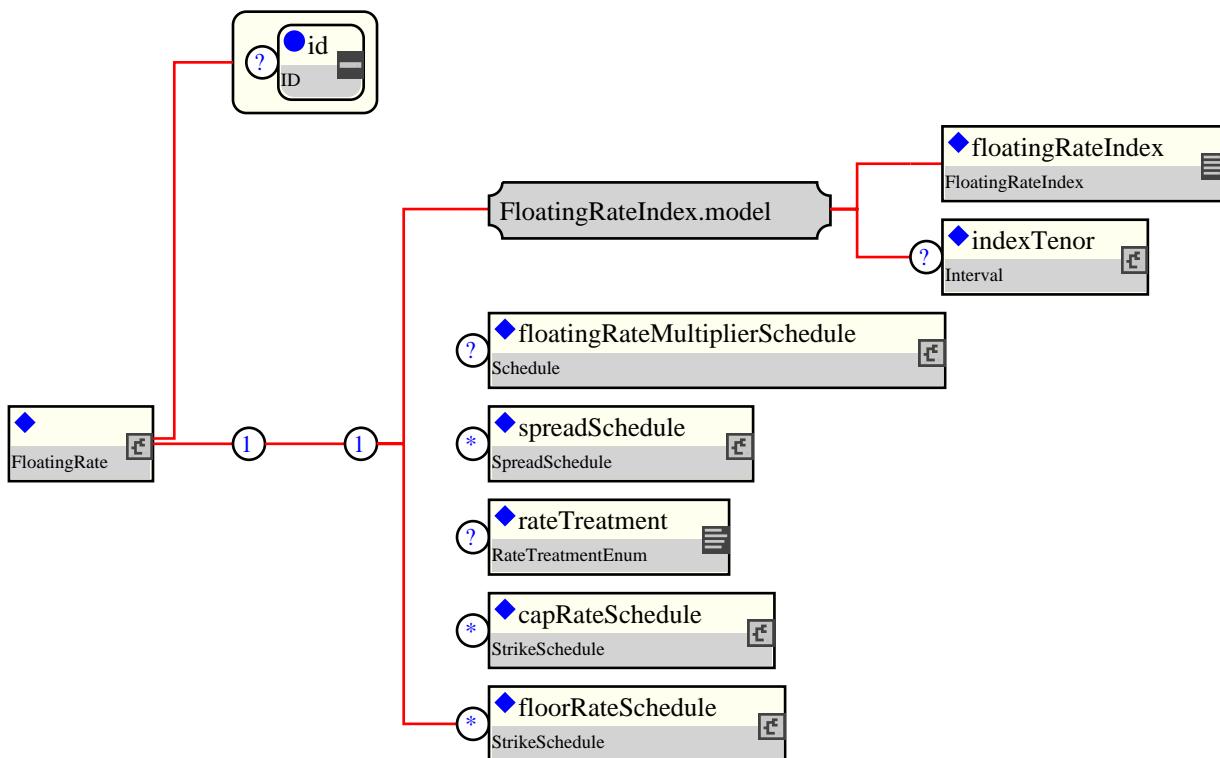 ? id
ID
floatingRateIndex
FloatingRateIndex
FloatingRateIndex.model
? indexTenor
Interval
? floatingRateMultiplierSchedule
Schedule
FloatingRate
1
1
* spreadSchedule
SpreadSchedule
? rateTreatment
RateTreatmentEnum
* capRateSchedule
StrikeSchedule
* floorRateSchedule
StrikeSchedule